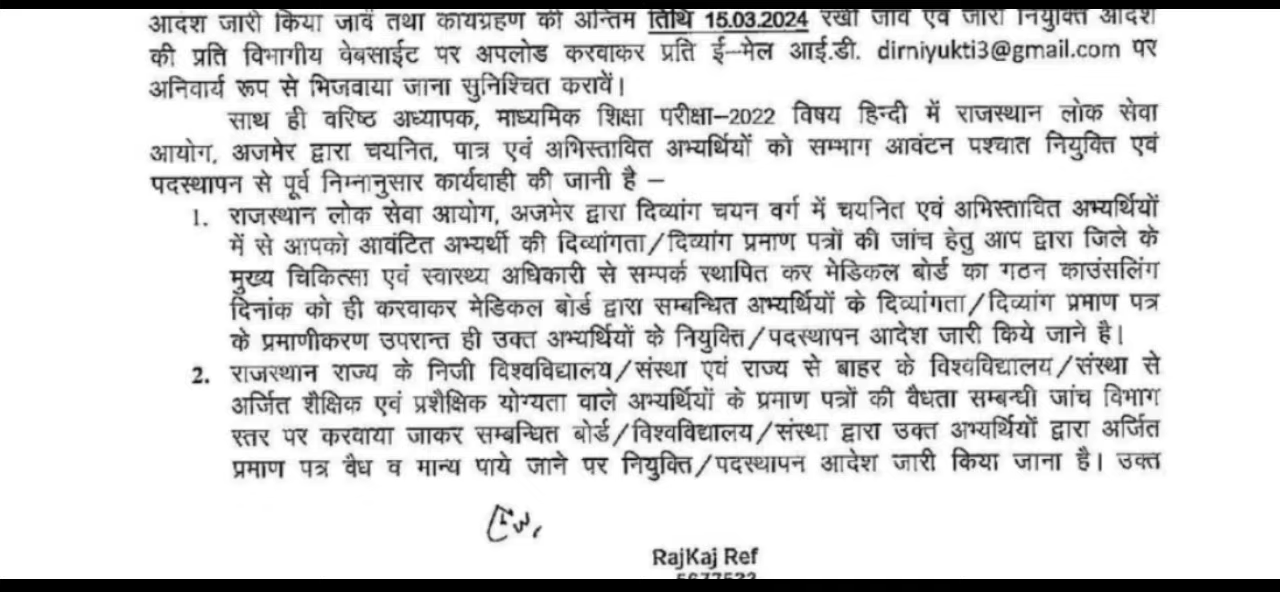 आदेश जारी किया जावें तथा कार्यग्रहण की अन्तिम तिथि 15.03.2024 रखी जावे एवं जारी नियुक्ति आदेश
की प्रति विभागीय वेबसाईट पर अपलोड करवाकर प्रति ई–मेल आई.डी. dirniyukti3@gmail.com पर
अनिवार्य रूप से भिजवाया जाना सुनिश्चित करावें।
साथ ही वरिष्ठ अध्यापक, माध्यमिक शिक्षा परीक्षा–2022 विषय हिन्दी में राजस्थान लोक सेवा
आयोग, अजमेर द्वारा चयनित, पात्र एवं अभिस्तावित अभ्यर्थियों को सम्भाग आवंटन पश्चात नियुक्ति एवं
पदस्थापन से पूर्व निम्नानुसार कार्यवाही की जानी है –
1. राजस्थान लोक सेवा आयोग, अजमेर द्वारा दिव्यांग चयन वर्ग में चयनित एवं अभिस्तावित अभ्यर्थियों
में से आपको आवंटित अभ्यर्थी की दिव्यांगता/दिव्यांग प्रमाण पत्रों की जांच हेतु आप द्वारा जिले के
मुख्य चिकित्सा एवं स्वास्थ्य अधिकारी से सम्पर्क स्थापित कर मेडिकल बोर्ड का गठन काउंसलिंग
दिनांक को ही करवाकर मेडिकल बोर्ड द्वारा सम्बन्धित अभ्यर्थियों के दिव्यांगता/दिव्यांग प्रमाण पत्र
के प्रमाणीकरण उपरान्त ही उक्त अभ्यर्थियों के नियुक्ति/पदस्थापन आदेश जारी किये जाने है।
2. राजस्थान राज्य के निजी विश्वविद्यालय/संस्था एवं राज्य से बाहर के विश्वविद्यालय/संस्था से
अर्जित शैक्षिक एवं प्रशैक्षिक योग्यता वाले अभ्यर्थियों के प्रमाण पत्रों की वैधता सम्बन्धी जांच विभाग
स्तर पर करवाया जाकर सम्बन्धित बोर्ड/विश्वविद्यालय/संस्था द्वारा उक्त अभ्यर्थियों द्वारा अर्जित
प्रमाण पत्र वैध व मान्य पाये जाने पर नियुक्ति/पदस्थापन आदेश जारी किया जाना है। उक्त
RajKaj Ref